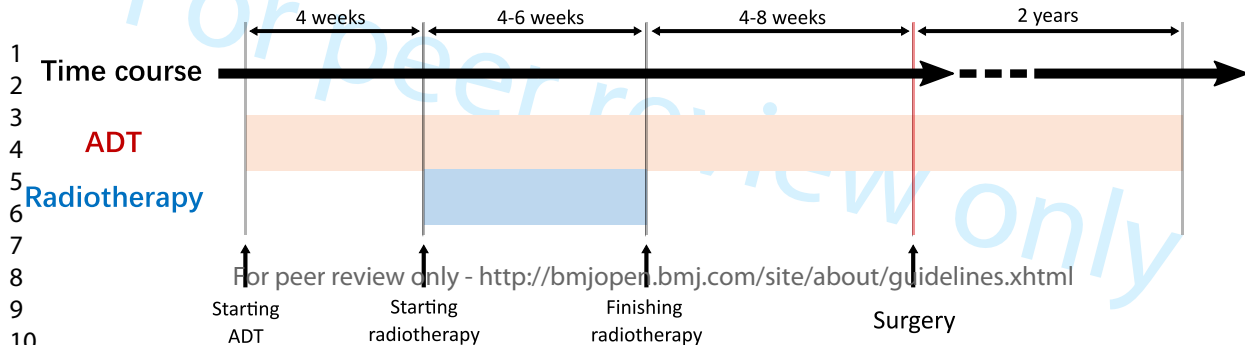 4 weeks
4-6 weeks
4-8 weeks
2 years
1
Time course
2
3
ADT
4
5
Radiotherapy
6
7
8
For peer review only - http://bmjopen.bmj.com/site/about/guidelines.xhtml
9
Starting
ADT
Starting
radiotherapy
Finishing
radiotherapy
Surgery
10
For peer review only